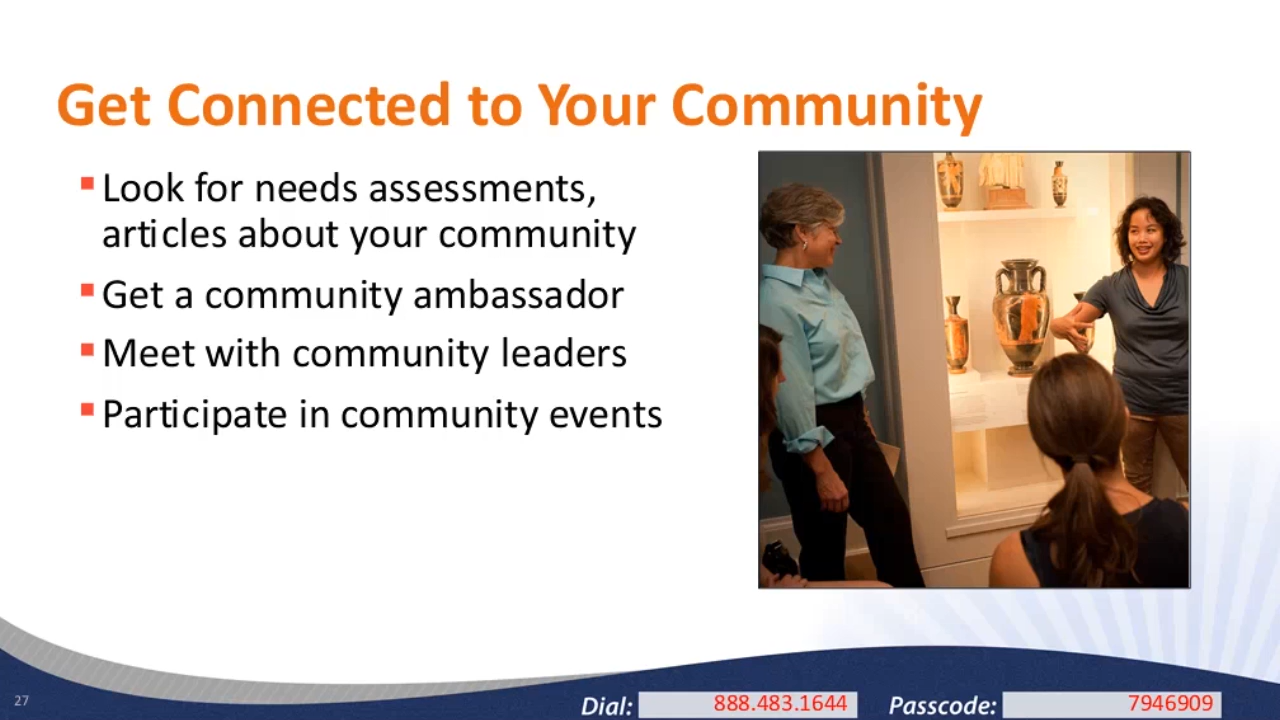 Get Connected to Your Community
Look for needs assessments,
articles about your community
Get a community ambassador
Meet with community leaders
Participate in community events
27
Dial: 888.483.1644 Passcode: 7946909